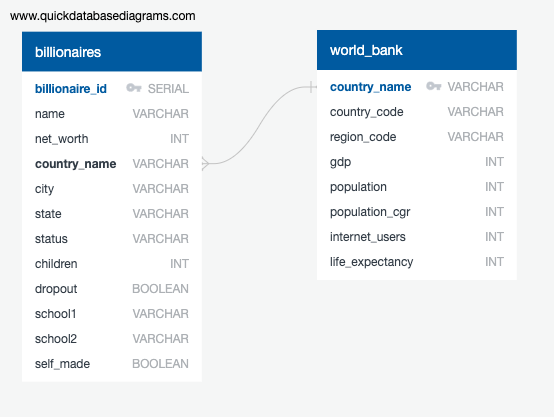 www.quickdatabasediagrams.com
billionaires
billionaire_id SERIAL
name VARCHAR
net_worth INT
country_name VARCHAR
city VARCHAR
state VARCHAR
status VARCHAR
children INT
dropout BOOLEAN
school1 VARCHAR
school2 VARCHAR
self_made BOOLEAN
world_bank
country_name VARCHAR
country_code VARCHAR
region_code VARCHAR
gdp INT
population INT
population_cgr INT
internet_users INT
life_expectancy INT